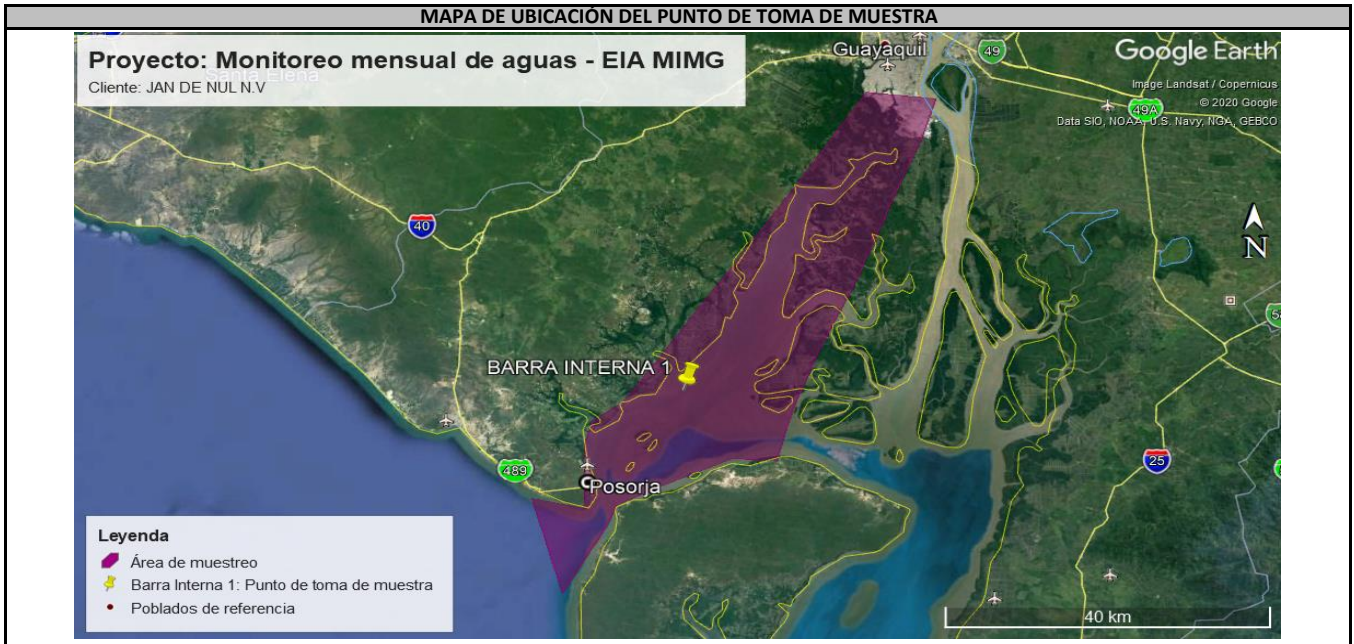 MAPA DE UBICACIÓN DEL PUNTO DE TOMA DE MUESTRA
Proyecto: Monitoreo mensual de aguas - EIA MIMG
Cliente: JAN DE NUL N.V
Santa Elena
Guayaquil
49
Google Earth
Image Landsat / Copernicus
© 2020 Google
Data SIO, NOAA, U.S. Navy, NGA, GEBCO
49A
40
N
BARRA INTERNA 1
489
Posorja
25
Leyenda
Área de muestreo
Barra Interna 1: Punto de toma de muestra
Poblados de referencia
40 km